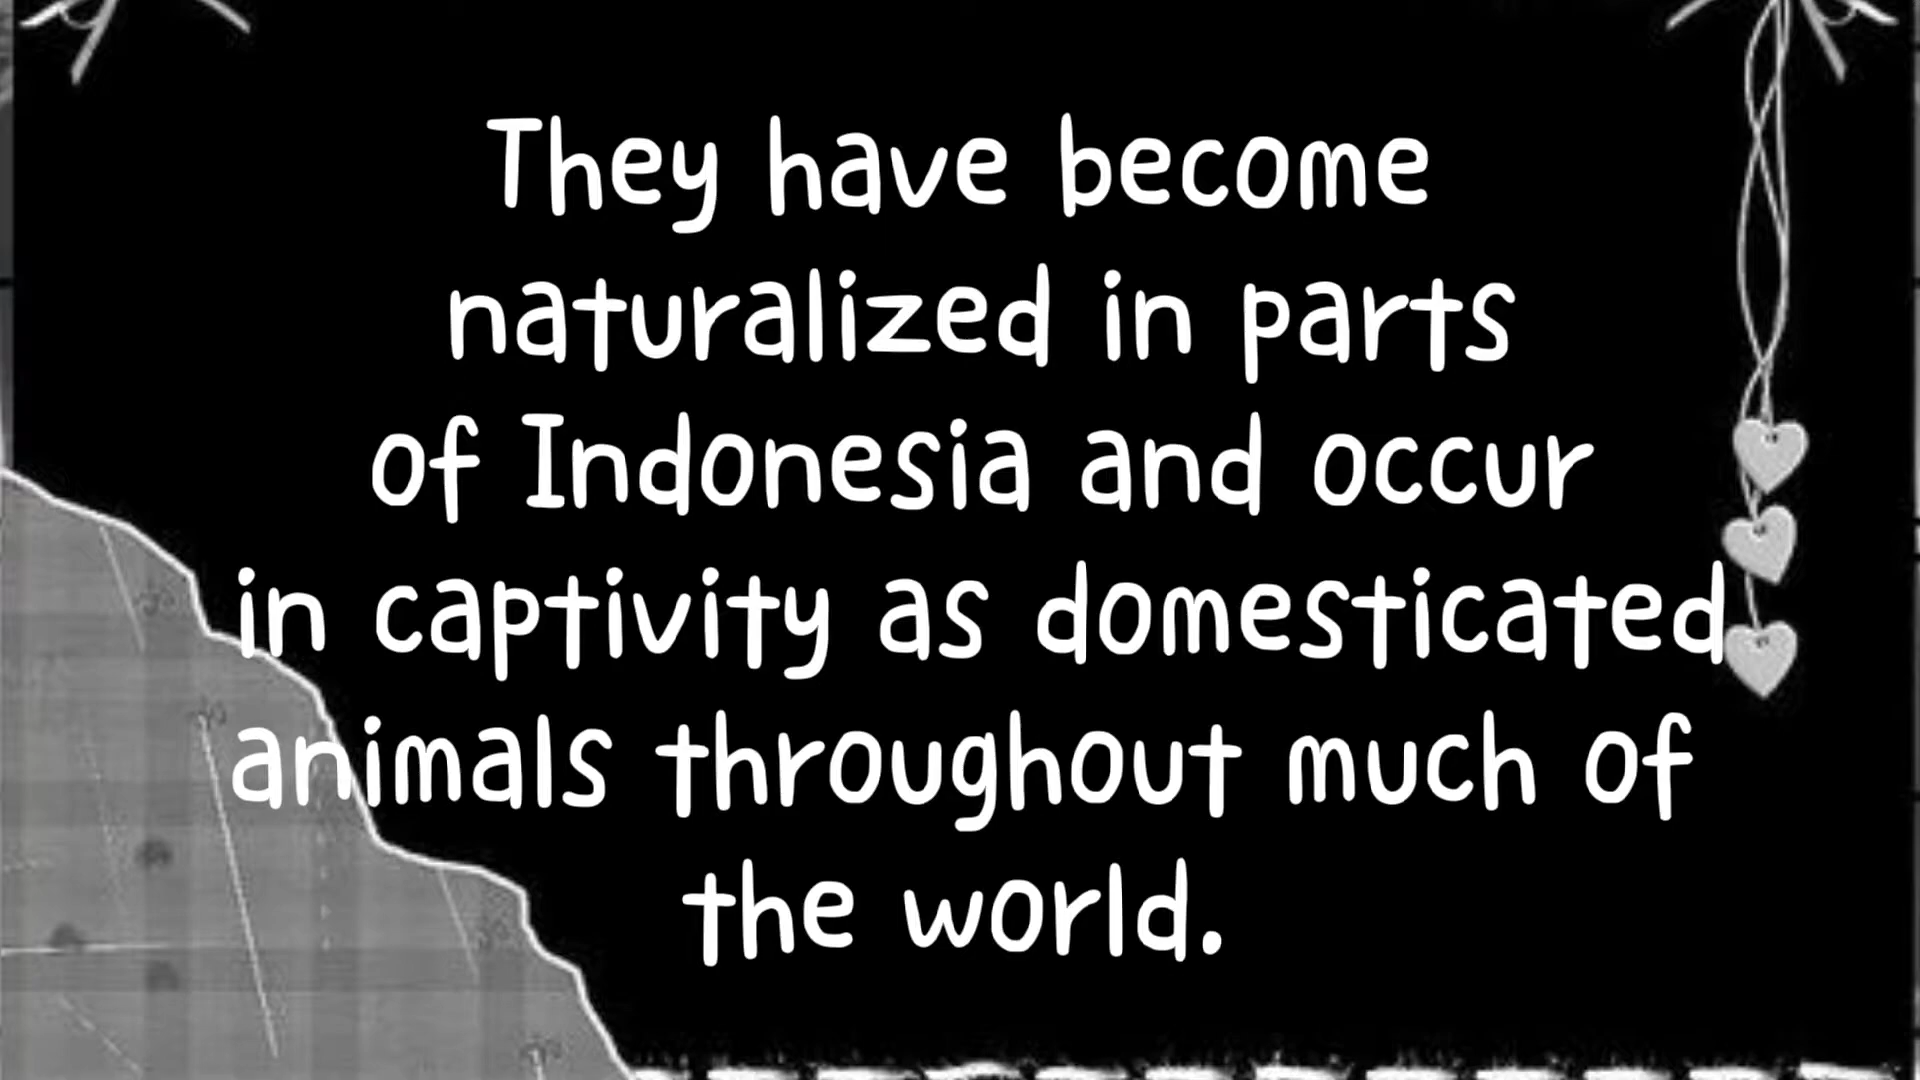 They have become
naturalized in parts
of Indonesia and occur
in captivity as domesticated
animals throughout much of
the world.